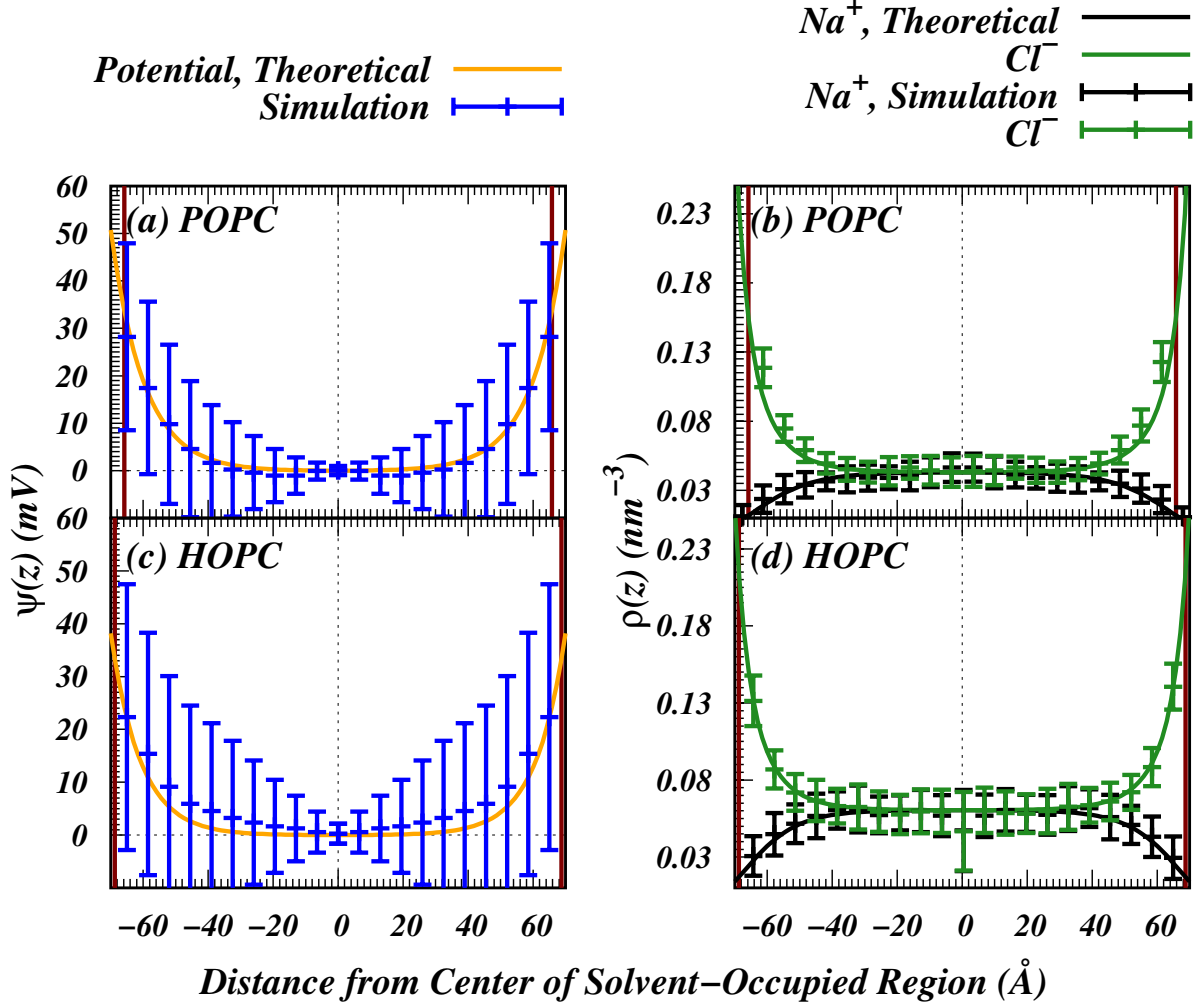 Potential, Theoretical
Simulation
Na⁺, Theoretical
Cl⁻
Na⁺, Simulation
Cl⁻
(a) POPC
60
50
40
30
20
10
0
(b) POPC
0.23
0.18
0.13
0.08
0.03
(c) HOPC
60
50
40
30
20
10
0
ψ(z) (mV)
(d) HOPC
0.23
0.18
0.13
0.08
0.03
ρ(z) (nm⁻³)
−60 −40 −20 0 20 40 60
−60 −40 −20 0 20 40 60
Distance from Center of Solvent−Occupied Region (Å)